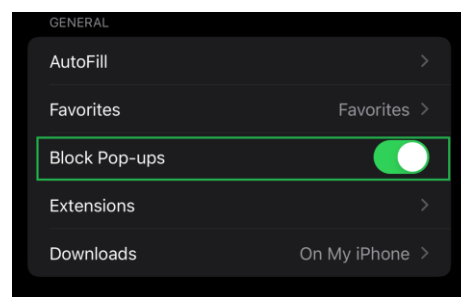 GENERAL
AutoFill
Favorites Favorites
Block Pop-ups
Extensions
Downloads On My iPhone